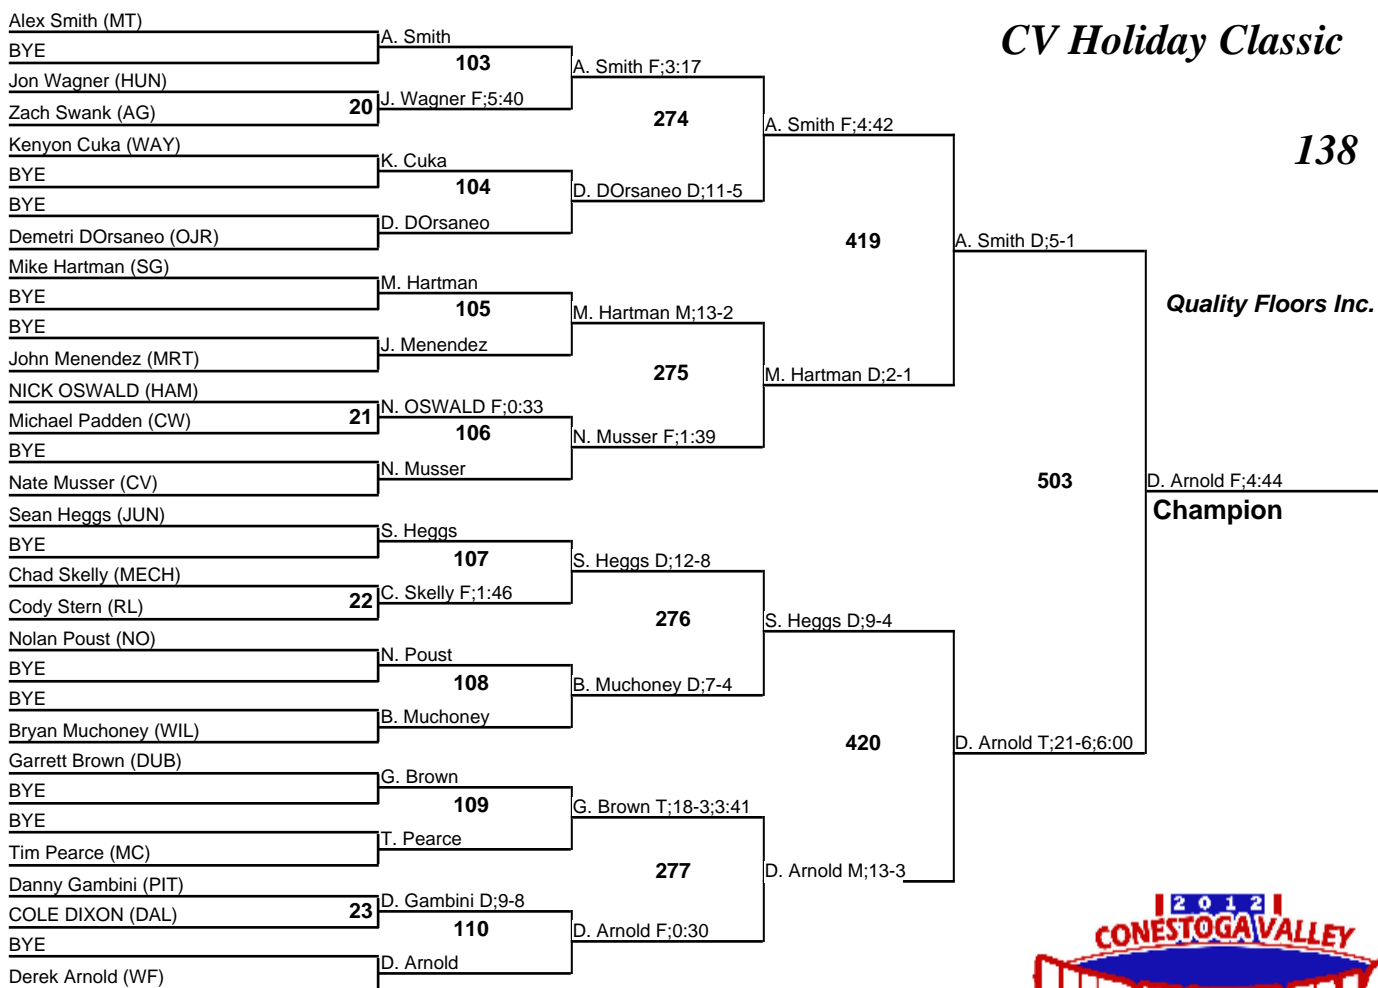 CV Holiday Classic
138
Quality Floors Inc.
Alex Smith (MT)
BYE
Jon Wagner (HUN)
Zach Swank (AG)
Kenyon Cuka (WAY)
BYE
BYE
Demetri DOrsaneo (OJR)
Mike Hartman (SG)
BYE
BYE
John Menendez (MRT)
NICK OSWALD (HAM)
Michael Padden (CW)
BYE
Nate Musser (CV)
Sean Heggs (JUN)
BYE
Chad Skelly (MECH)
Cody Stern (RL)
Nolan Poust (NO)
BYE
BYE
Bryan Muchoney (WIL)
Garrett Brown (DUB)
BYE
BYE
Tim Pearce (MC)
Danny Gambini (PIT)
COLE DIXON (DAL)
BYE
Derek Arnold (WF)
20
21
22
23
A. Smith
103
J. Wagner F;5:40
K. Cuka
104
D. DOrsaneo
M. Hartman
105
J. Menendez
N. OSWALD F;0:33
106
N. Musser
S. Heggs
107
C. Skelly F;1:46
N. Poust
108
B. Muchoney
G. Brown
109
T. Pearce
D. Gambini D;9-8
110
D. Arnold
A. Smith F;3:17
274
D. DOrsaneo D;11-5
M. Hartman M;13-2
275
N. Musser F;1:39
S. Heggs D;12-8
276
B. Muchoney D;7-4
G. Brown T;18-3;3:41
277
D. Arnold F;0:30
A. Smith F;4:42
419
M. Hartman D;2-1
S. Heggs D;9-4
420
D. Arnold M;13-3
A. Smith D;5-1
503
D. Arnold T;21-6;6:00
D. Arnold F;4:44
Champion
2012
CONESTOGA VALLEY